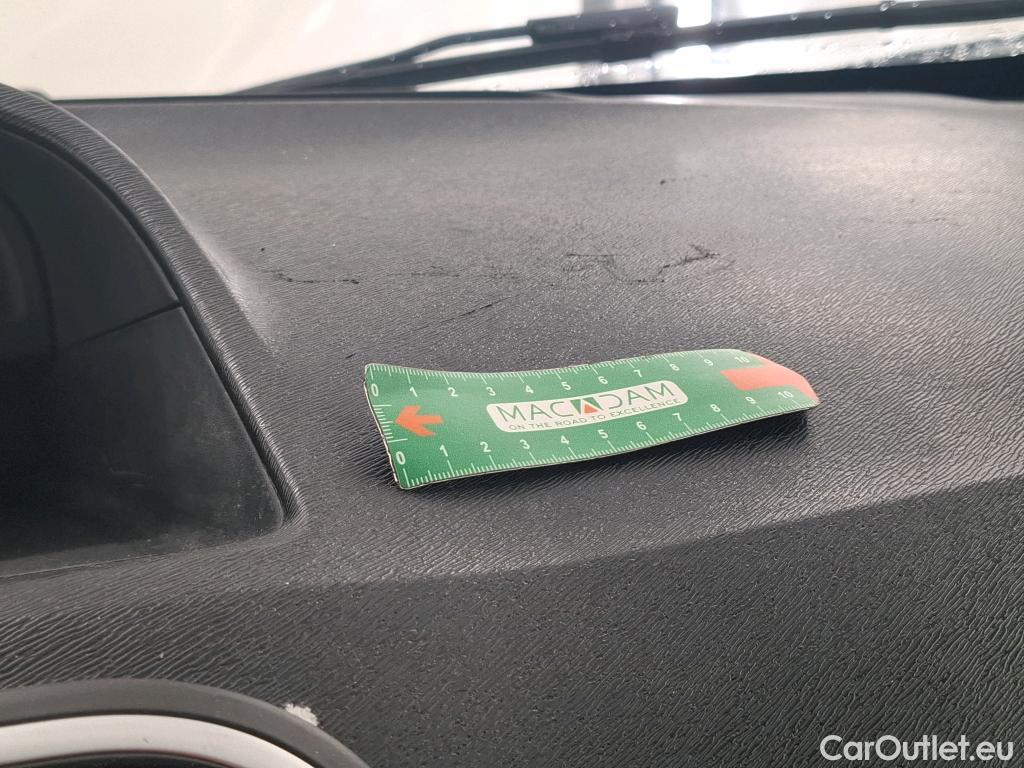 0 1 2 3 4 5 6 7 8 9 10
MACADAM
ON THE ROAD TO EXCELLENCE
0 1 2 3 4 5 6 7 8 9 10
CarOutlet.eu